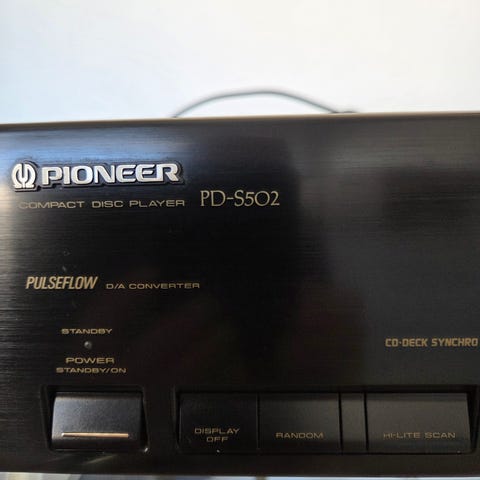 PIONEER
COMPACT DISC PLAYER PD-S502
PULSEFLOW D/A CONVERTER
STANDBY
CD-DECK SYNCHRO
POWER
STANDBY/ON
DISPLAY
OFF
RANDOM
HI-LITE SCAN